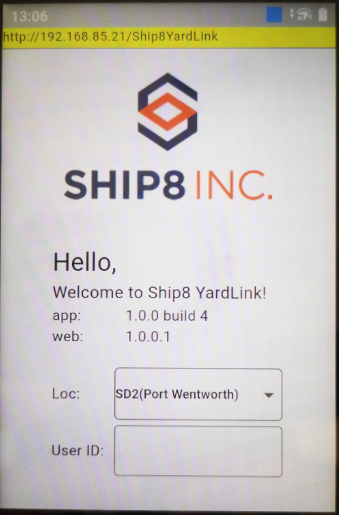 13:06
http://192.168.85.21/Ship8YardLink
SHIP8 INC.
Hello,
Welcome to Ship8 YardLink!
app: 1.0.0 build 4
web: 1.0.0.1
Loc: SD2(Port Wentworth)
User ID: